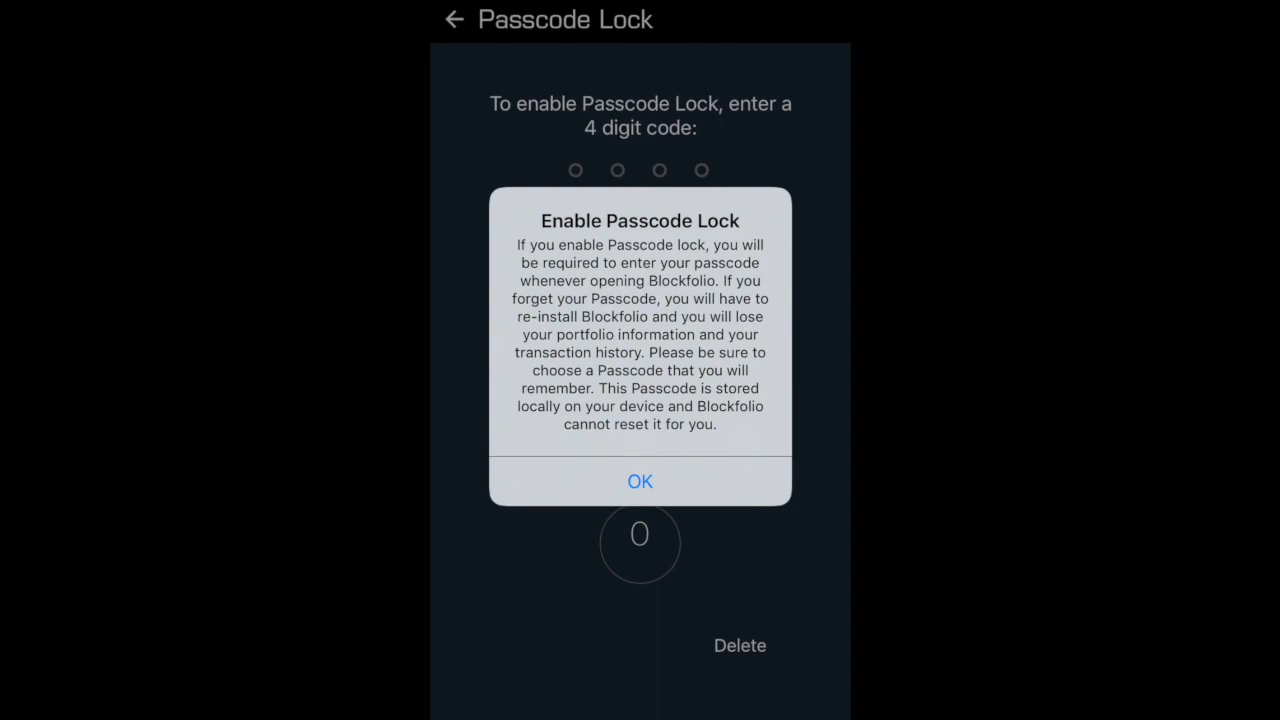 Passcode Lock
To enable Passcode Lock, enter a
4 digit code:
Enable Passcode Lock
If you enable Passcode lock, you will
be required to enter your passcode
whenever opening Blockfolio. If you
forget your Passcode, you will have to
re-install Blockfolio and you will lose
your portfolio information and your
transaction history. Please be sure to
choose a Passcode that you will
remember. This Passcode is stored
locally on your device and Blockfolio
cannot reset it for you.
OK
0
Delete